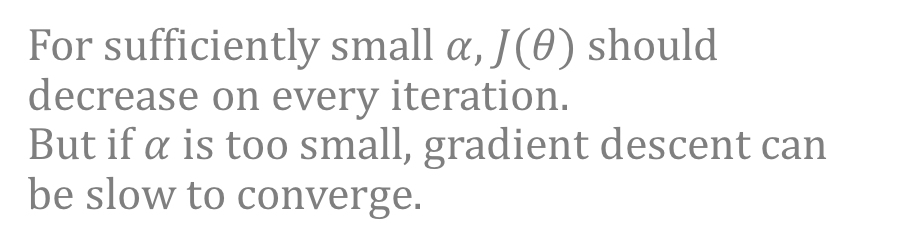 For sufficiently small α, J(θ) should
decrease on every iteration.
But if α is too small, gradient descent can
be slow to converge.